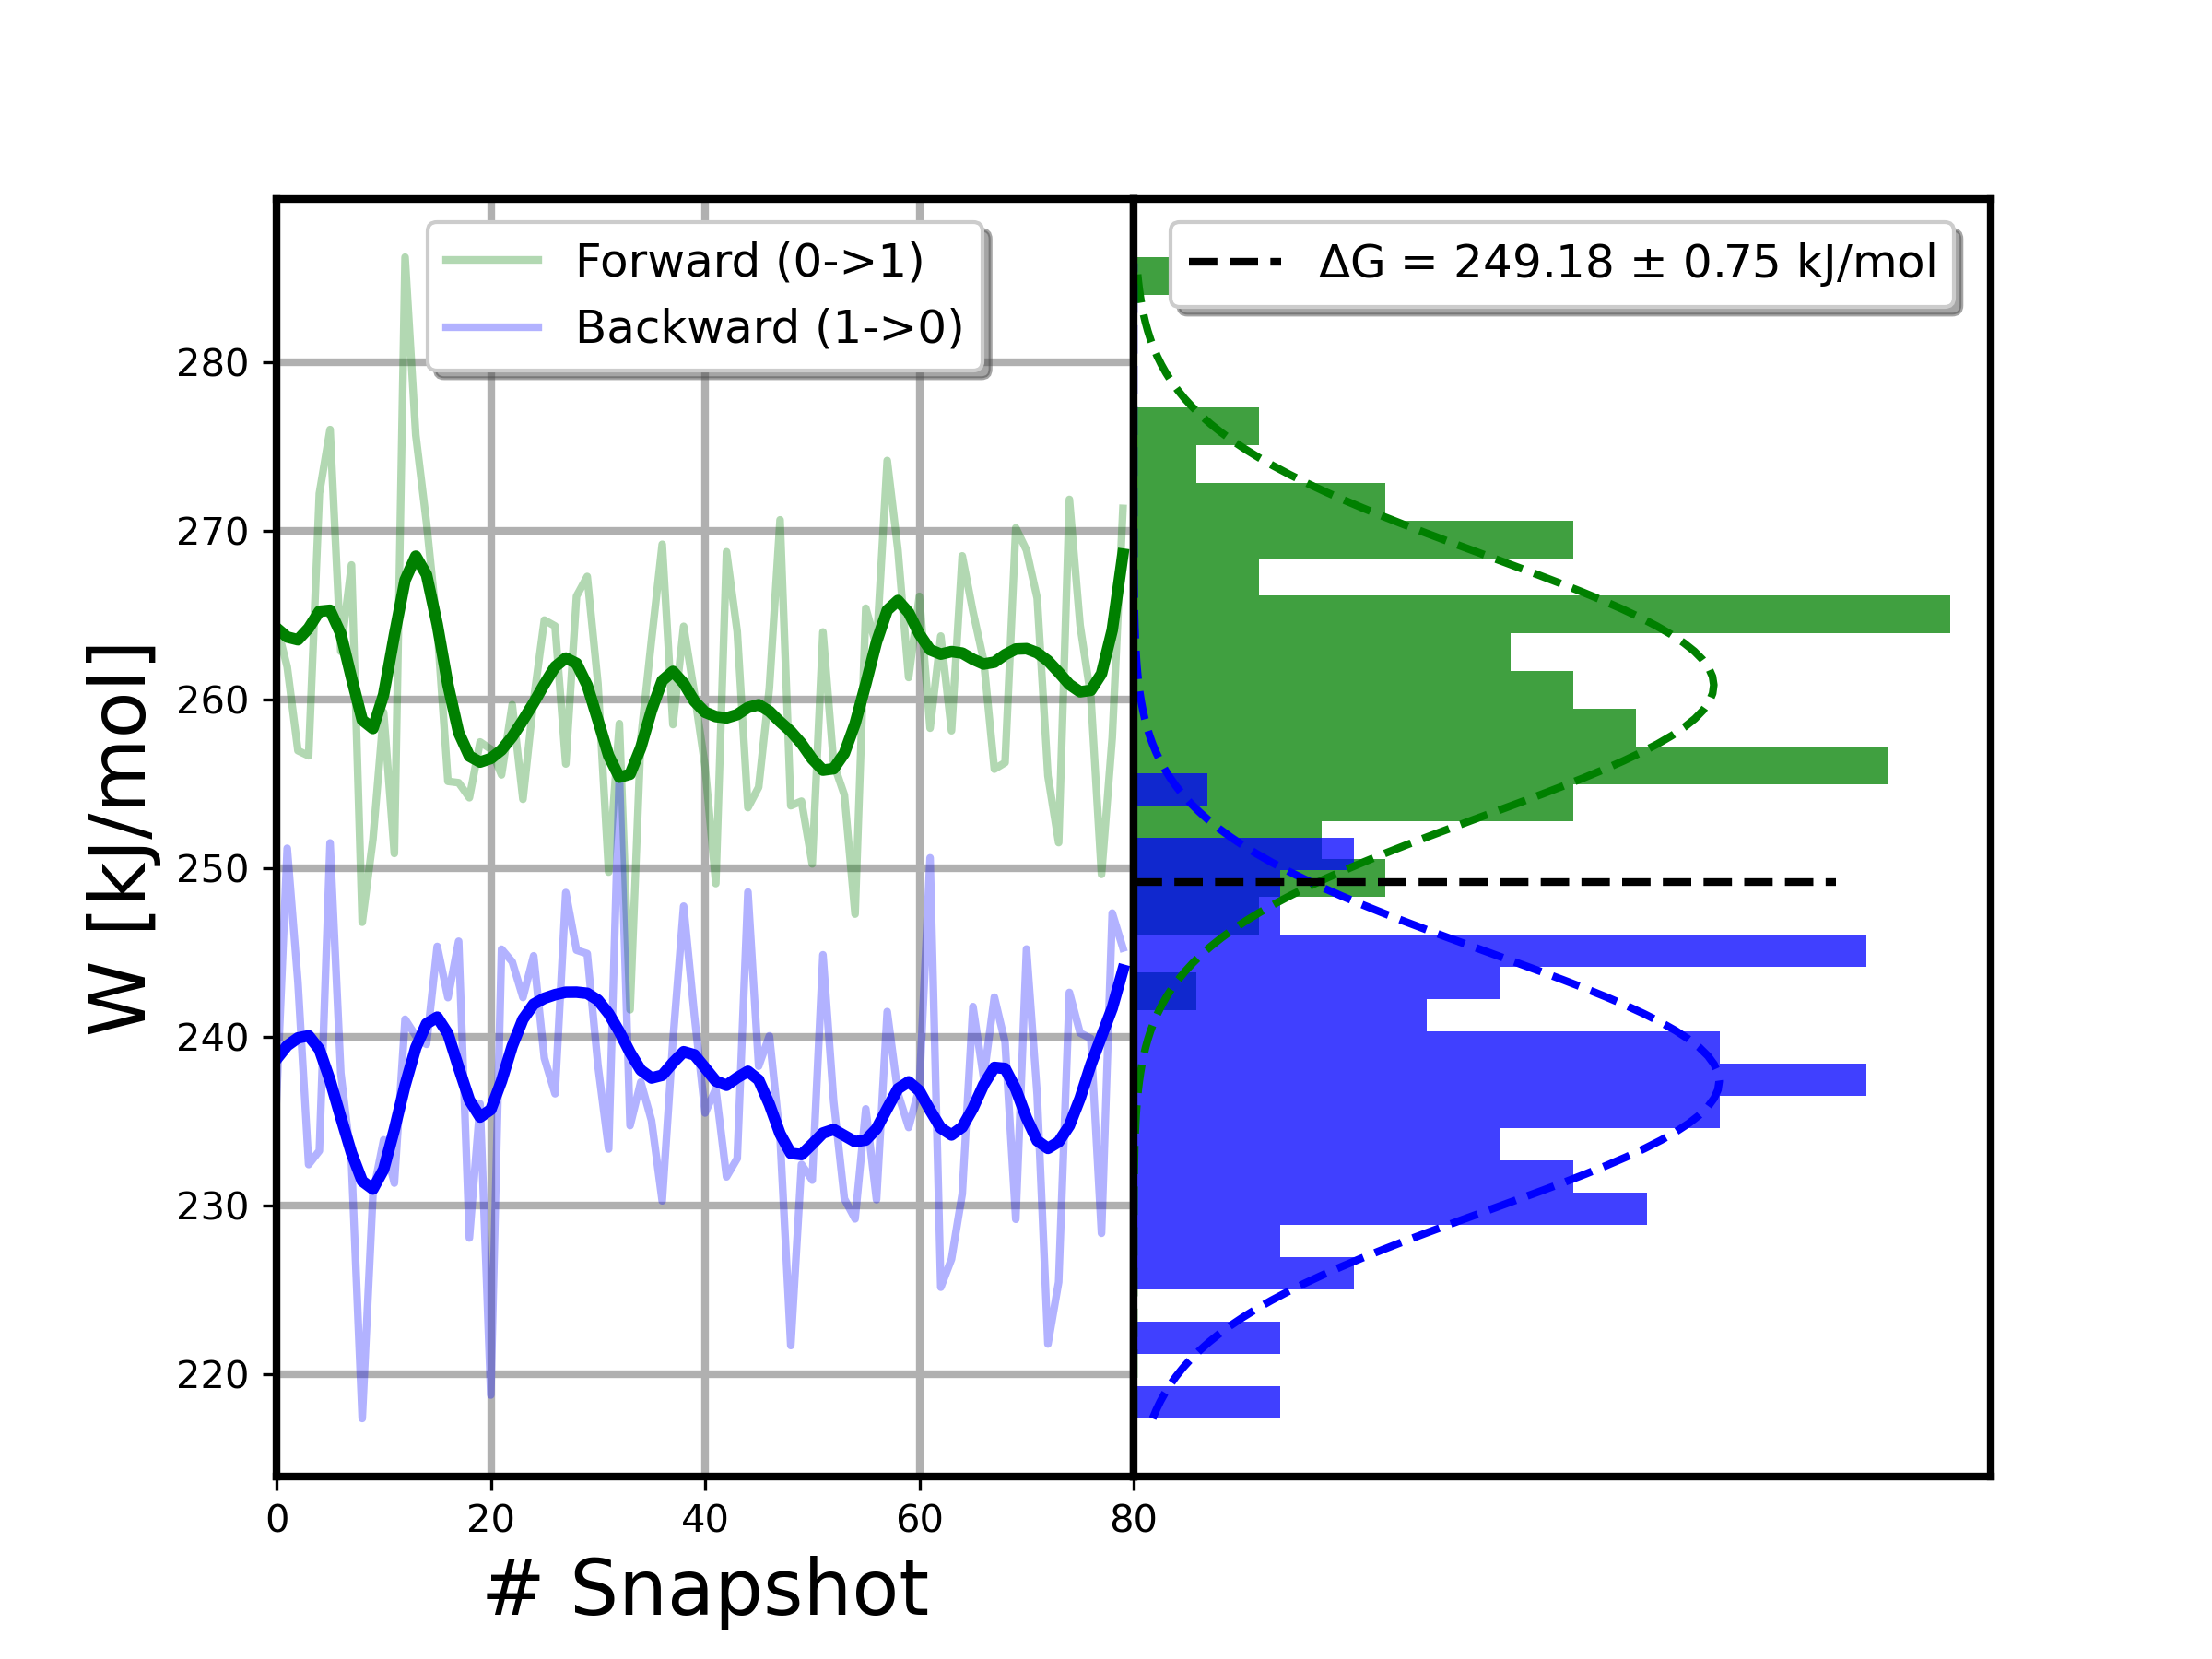 Forward (0->1)
Backward (1->0)
ΔG = 249.18 ± 0.75 kJ/mol
W [kJ/mol]
280
270
260
250
240
230
220
0 20 40 60 80
# Snapshot